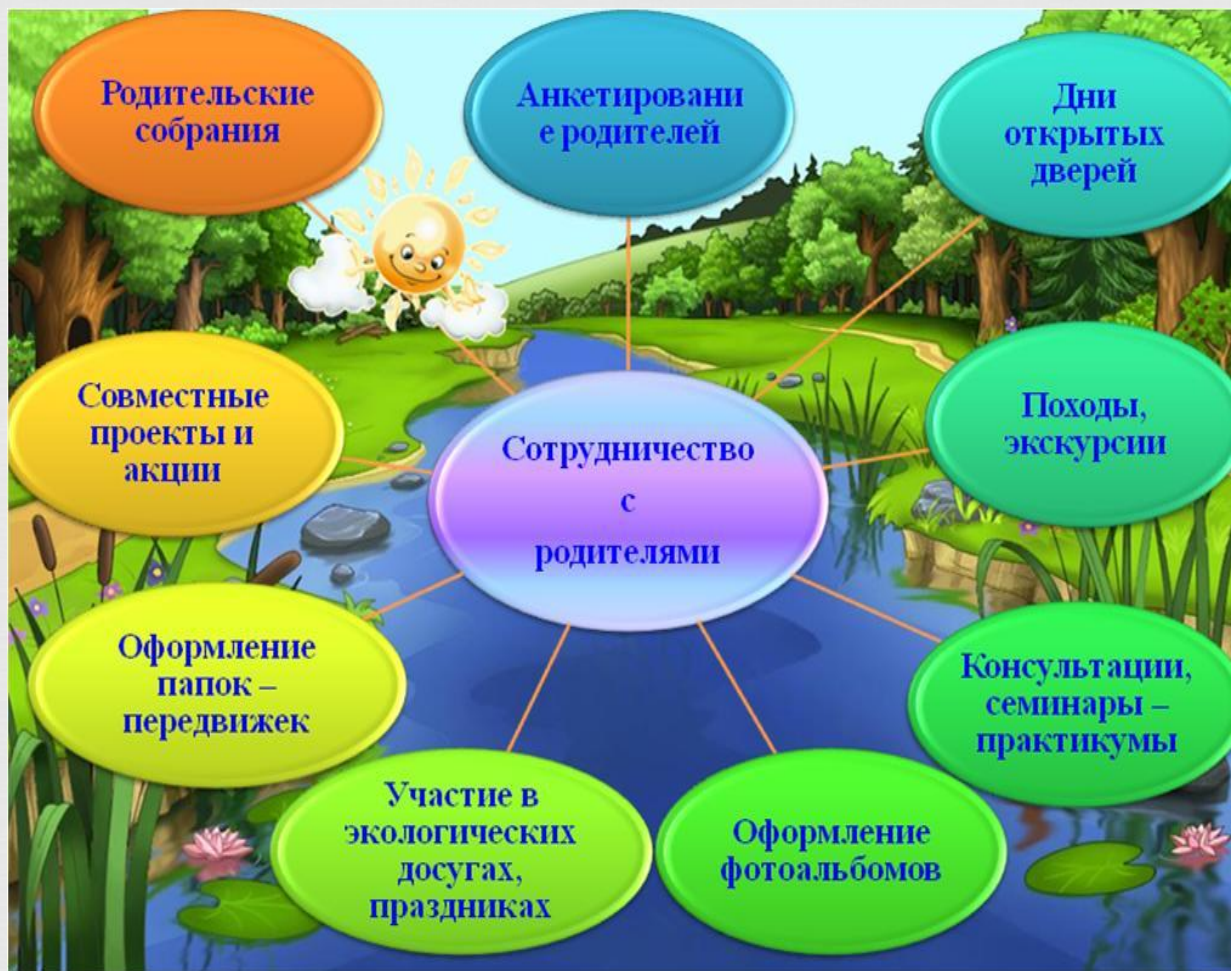 Родительские
собрания
Анкетировани
е родителей
Дни
открытых
дверей
Совместные
проекты и
акции
Сотрудничество
с
родителями
Походы,
экскурсии
Оформление
папок –
передвижек
Консультации,
семинары –
практикумы
Участие в
экологических
досугах,
праздниках
Оформление
фотоальбомов